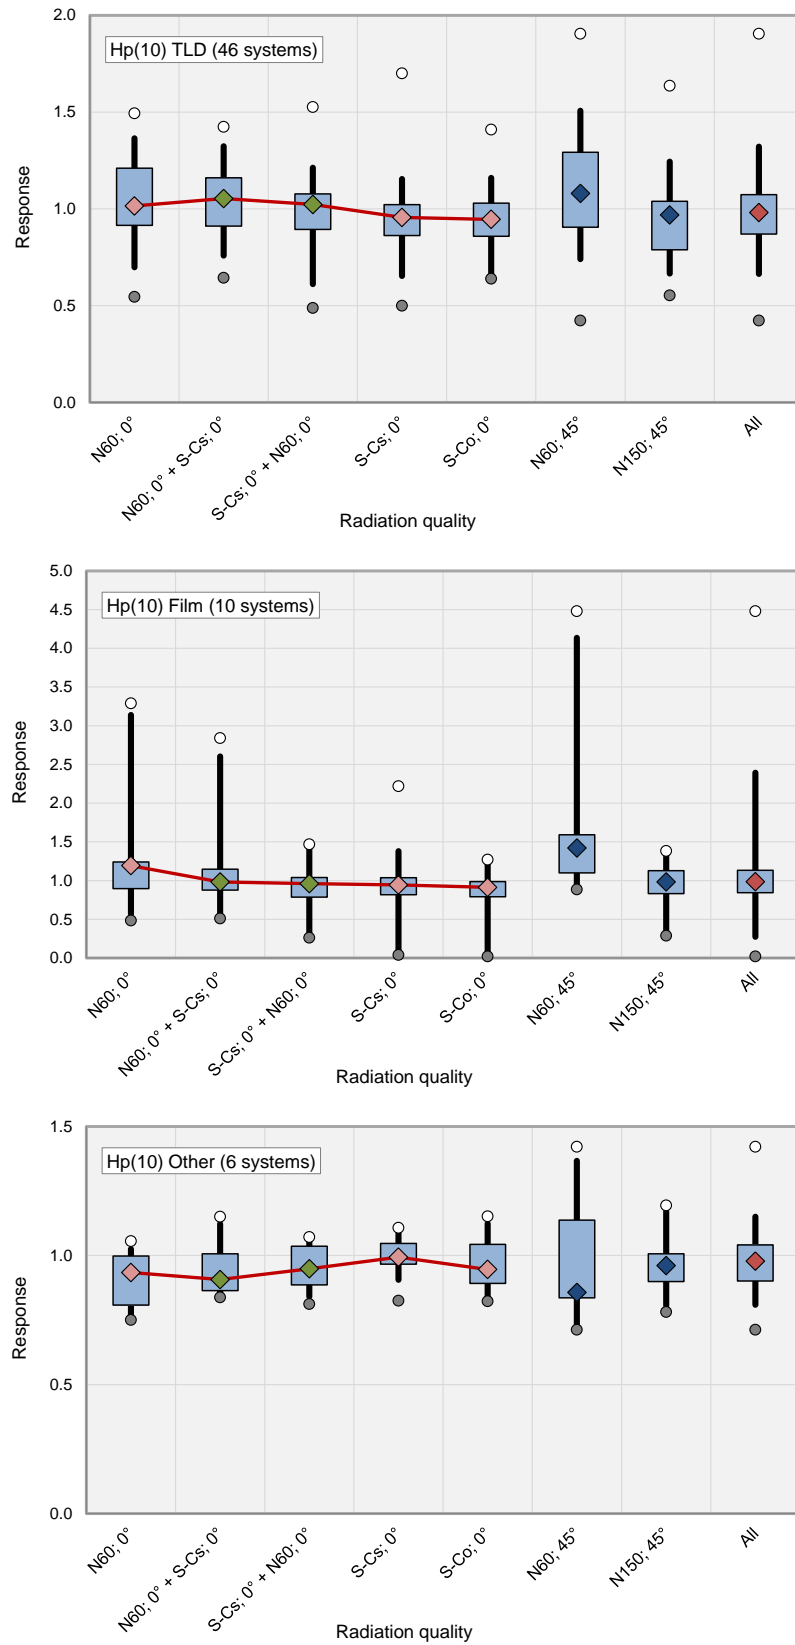 2.0
Hp(10) TLD (46 systems)
1.5
1.0
0.5
0.0
Response
N60; 0°
N60; 0° + S-Cs; 0°
S-Cs; 0° + N60; 0°
S-Cs; 0°
S-Co; 0°
N60; 45°
N150; 45°
All
Radiation quality
5.0
Hp(10) Film (10 systems)
4.5
4.0
3.5
3.0
2.5
2.0
1.5
1.0
0.5
0.0
Response
N60; 0°
N60; 0° + S-Cs; 0°
S-Cs; 0° + N60; 0°
S-Cs; 0°
S-Co; 0°
N60; 45°
N150; 45°
All
Radiation quality
1.5
Hp(10) Other (6 systems)
1.0
0.5
0.0
Response
N60; 0°
N60; 0° + S-Cs; 0°
S-Cs; 0° + N60; 0°
S-Cs; 0°
S-Co; 0°
N60; 45°
N150; 45°
All
Radiation quality